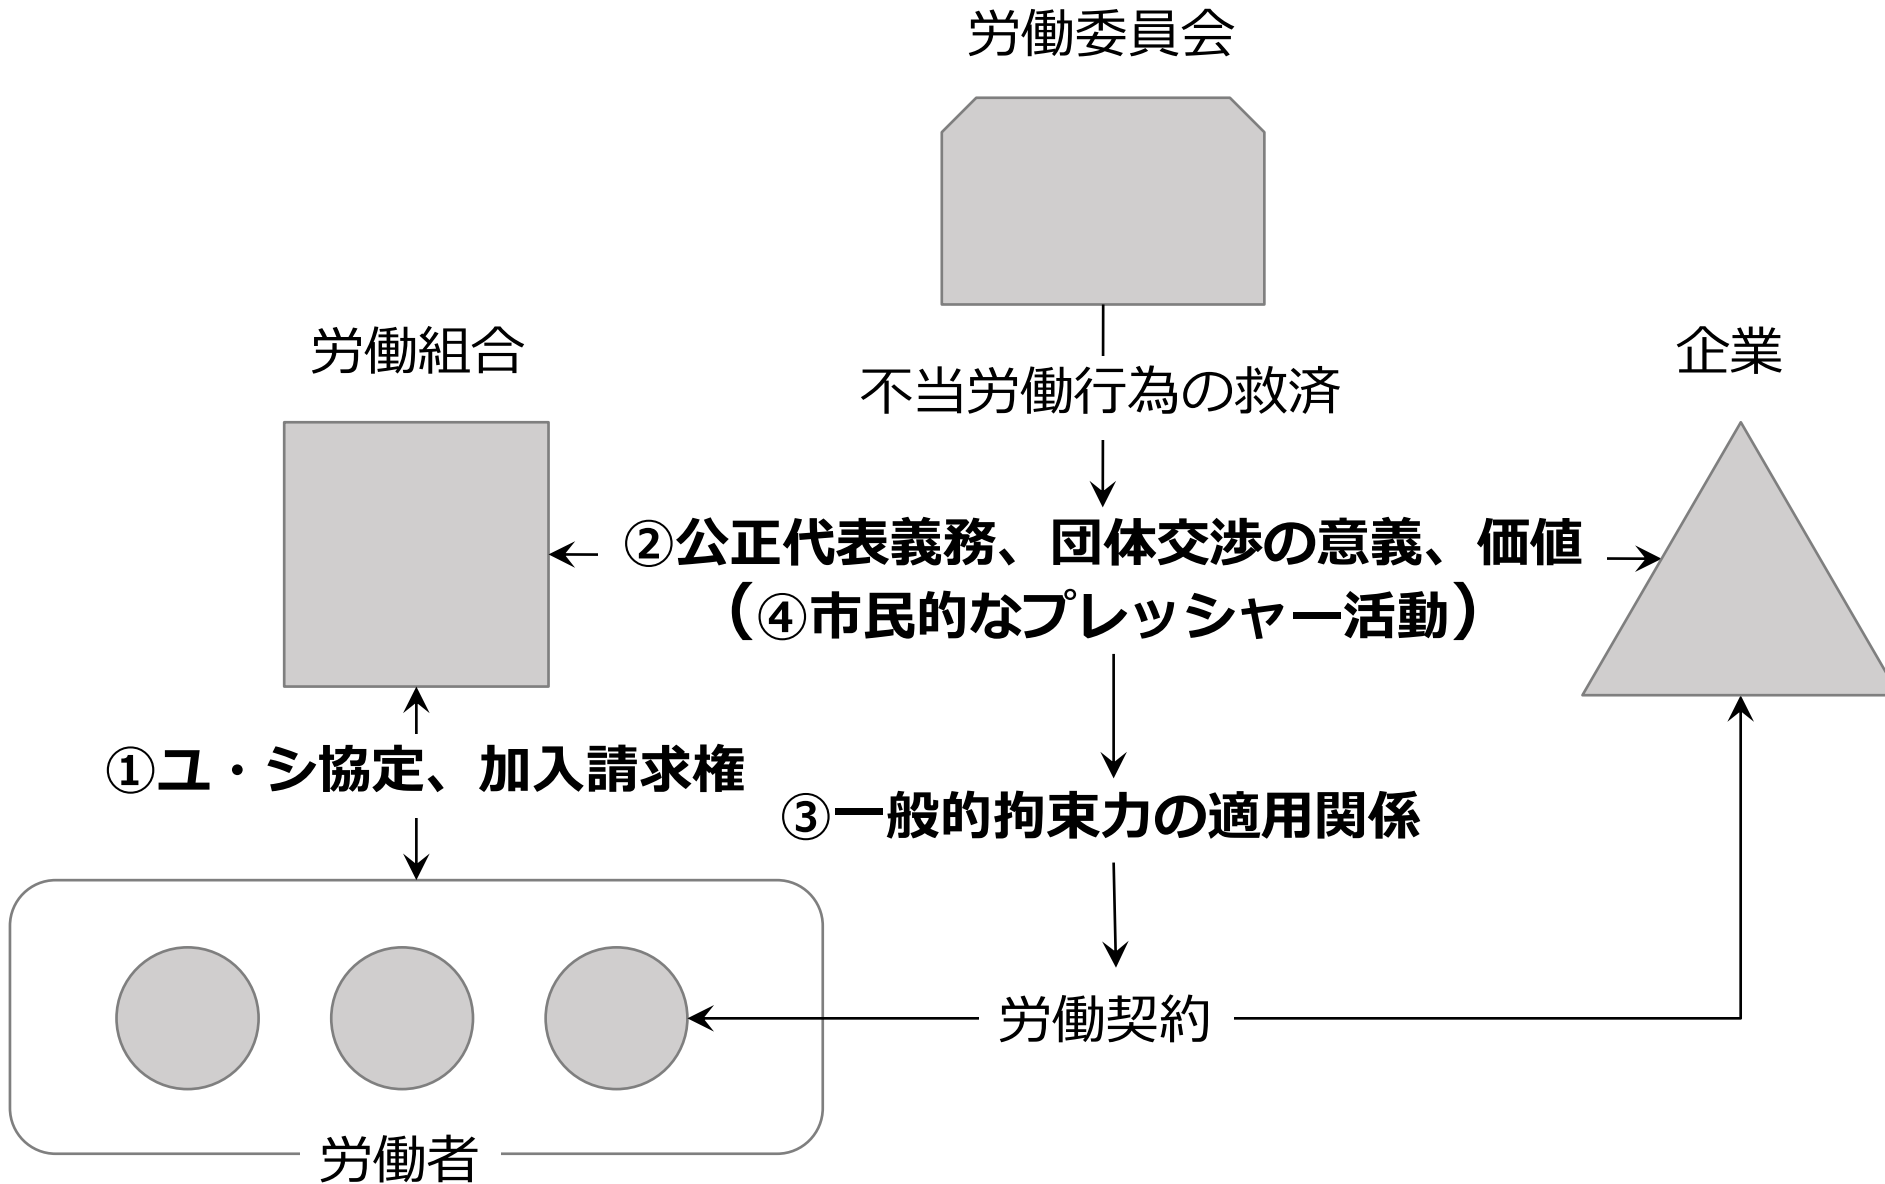 労働委員会
不当労働行為の救済
労働組合
企業
②公正代表義務、団体交渉の意義、価値
（④市民的なプレッシャー活動）
①ユ・シ協定、加入請求権
③一般的拘束力の適用関係
労働契約
労働者